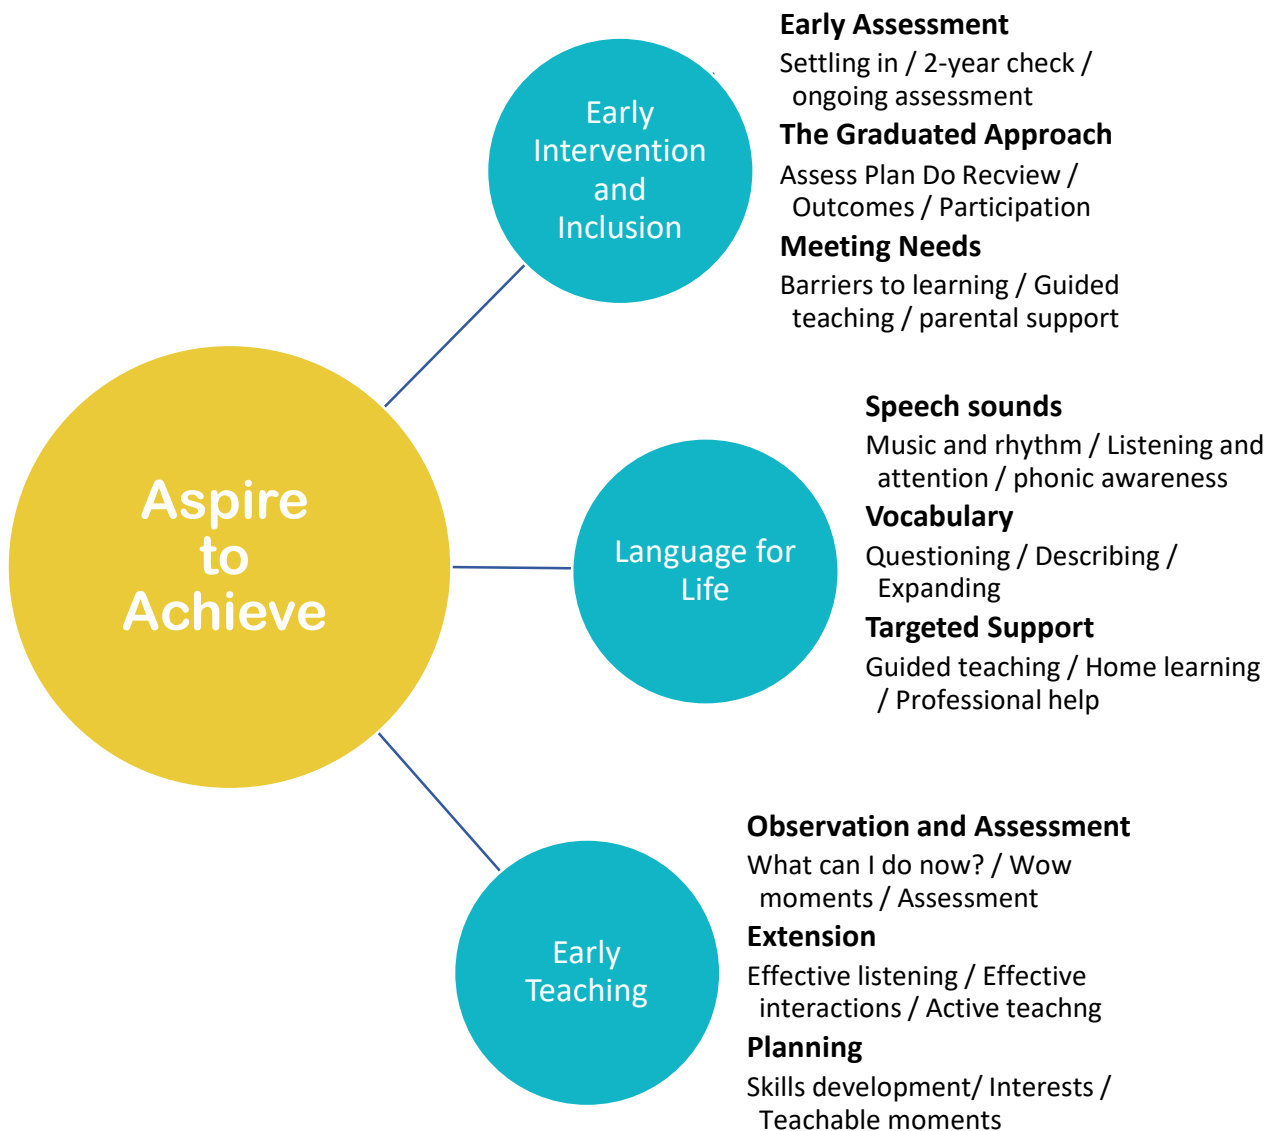 Aspire
to
Achieve
Early
Intervention
and
Inclusion
Early Assessment
Settling in / 2-year check /
ongoing assessment
The Graduated Approach
Assess Plan Do Recview /
Outcomes / Participation
Meeting Needs
Barriers to learning / Guided
teaching / parental support
Language for
Life
Speech sounds
Music and rhythm / Listening and
attention / phonic awareness
Vocabulary
Questioning / Describing /
Expanding
Targeted Support
Guided teaching / Home learning
/ Professional help
Early
Teaching
Observation and Assessment
What can I do now? / Wow
moments / Assessment
Extension
Effective listening / Effective
interactions / Active teachng
Planning
Skills development/ Interests /
Teachable moments